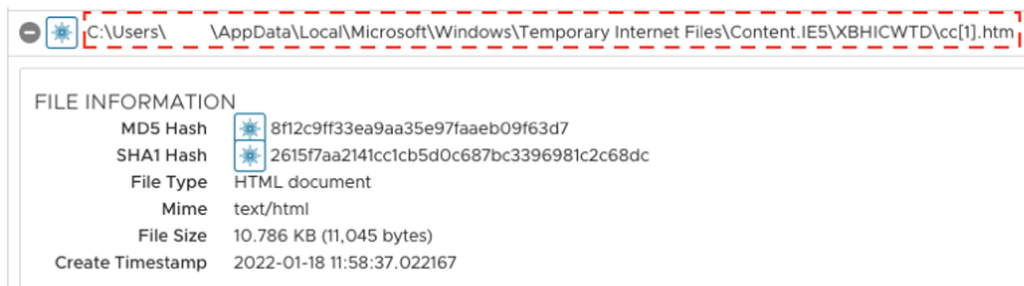 C:\Users\ \AppData\Local\Microsoft\Windows\Temporary Internet Files\Content.IE5\XBHICWTD\cc[1].htm
FILE INFORMATION
MD5 Hash 8f12c9ff33ea9aa35e97faaeb09f63d7
SHA1 Hash 2615f7aa2141cc1cb5d0c687bc3396981c2c68dc
File Type HTML document
Mime text/html
File Size 10.786 KB (11,045 bytes)
Create Timestamp 2022-01-18 11:58:37.022167